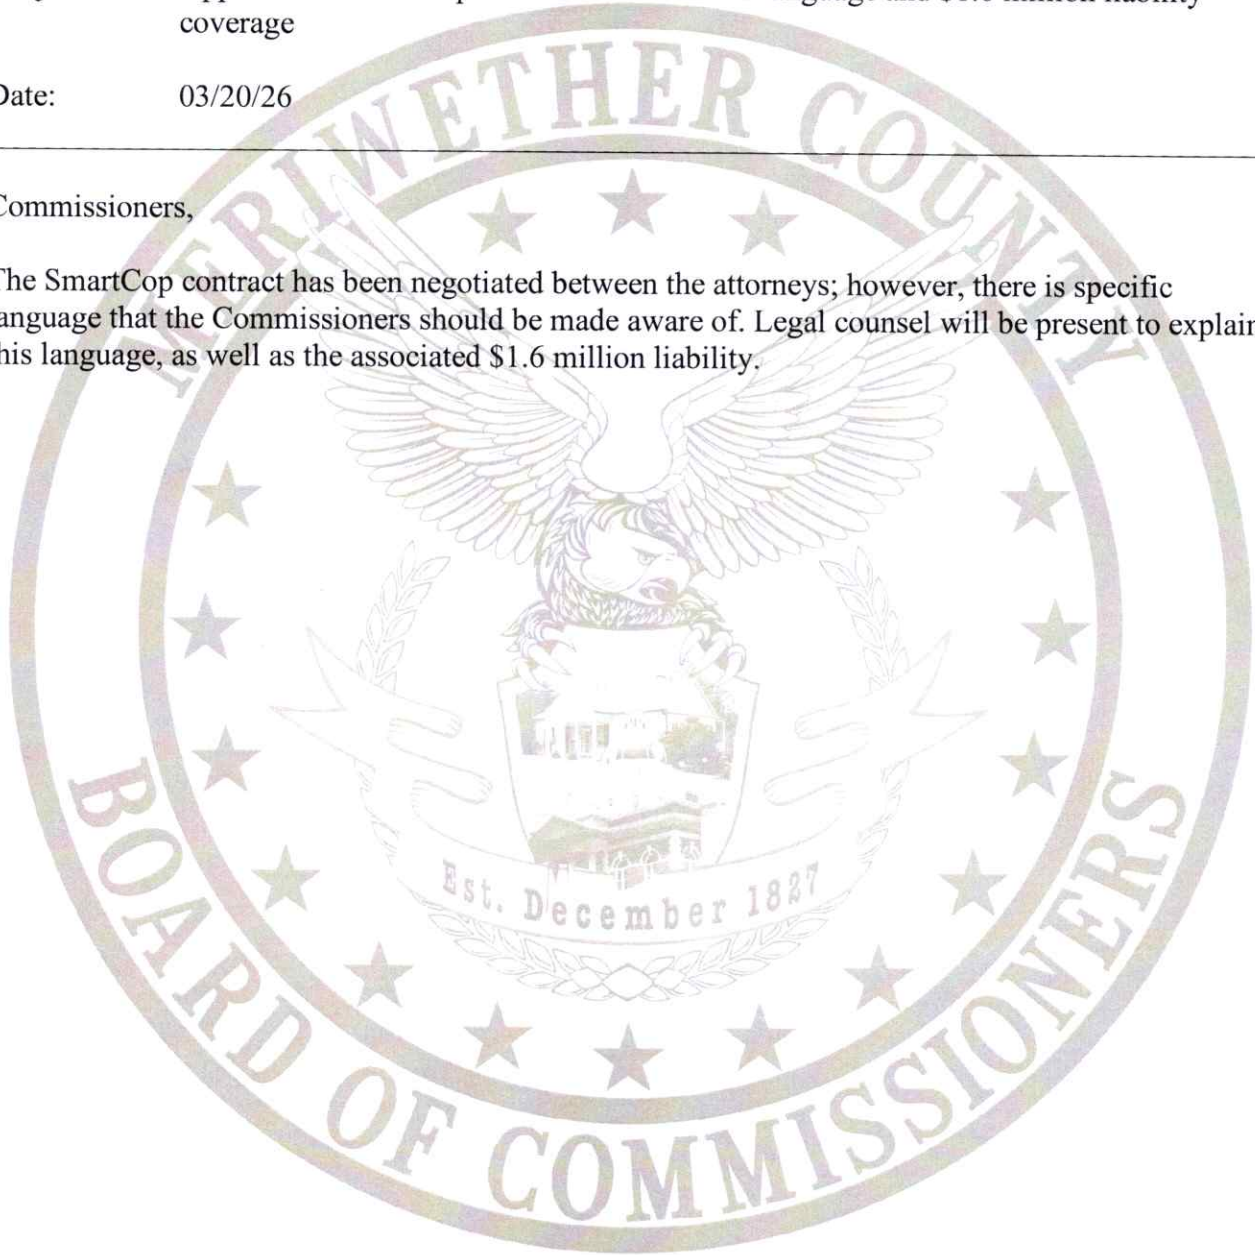 coverage
Date: 03/20/26
Commissioners,
The SmartCop contract has been negotiated between the attorneys; however, there is specific
language that the Commissioners should be made aware of. Legal counsel will be present to explain
this language, as well as the associated $1.6 million liability.
MERIWETHER COUNTY
Est. December 1827
BOARD OF COMMISSIONERS